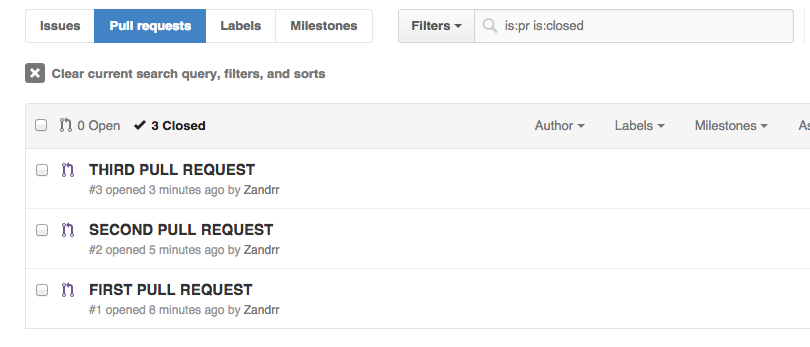 Issues Pull requests Labels Milestones Filters is:pr is:closed
Clear current search query, filters, and sorts
0 Open 3 Closed Author Labels Milestones As
THIRD PULL REQUEST
#3 opened 3 minutes ago by Zandrr
SECOND PULL REQUEST
#2 opened 5 minutes ago by Zandrr
FIRST PULL REQUEST
#1 opened 8 minutes ago by Zandrr